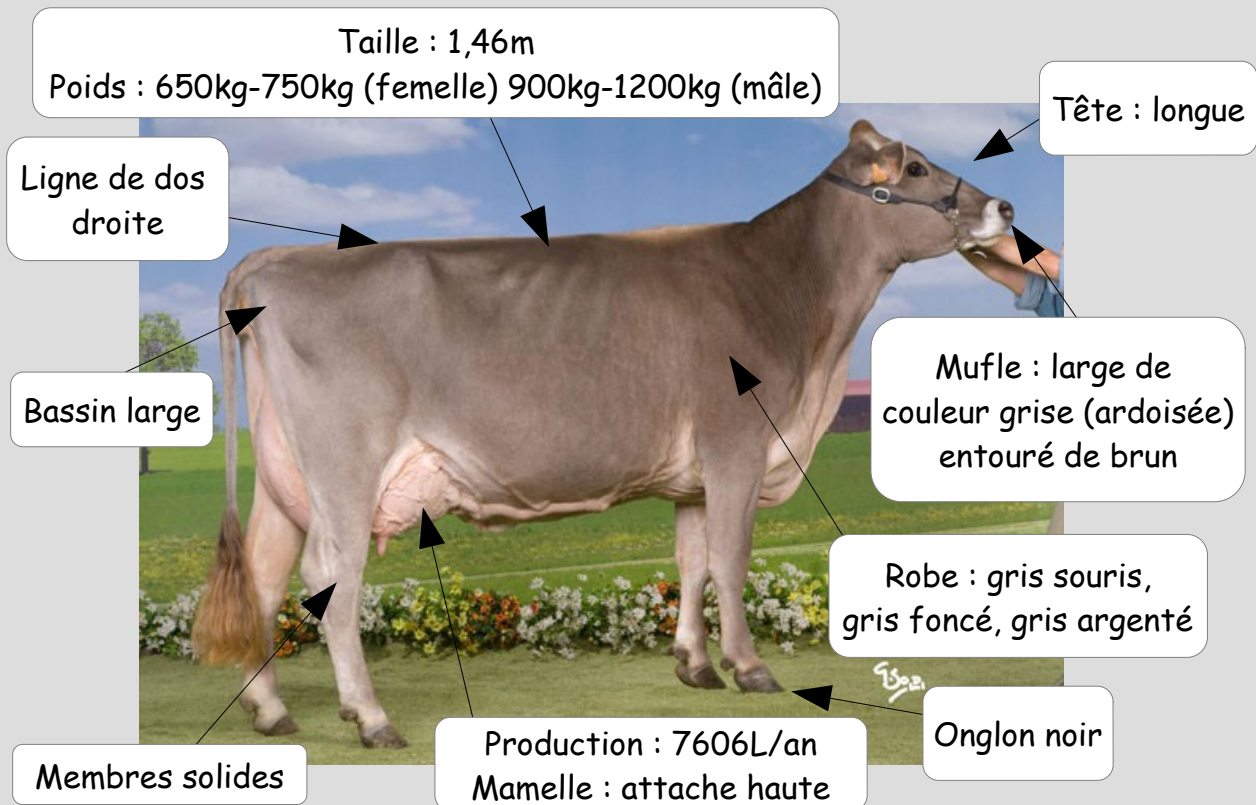 Taille : 1,46m
Poids : 650kg-750kg (femelle) 900kg-1200kg (mâle)
Tête : longue
Ligne de dos
droite
Bassin large
Mufle : large de
couleur grise (ardoisée)
entouré de brun
Robe : gris souris,
gris foncé, gris argenté
Onglon noir
Production : 7606L/an
Mamelle : attache haute
Membres solides